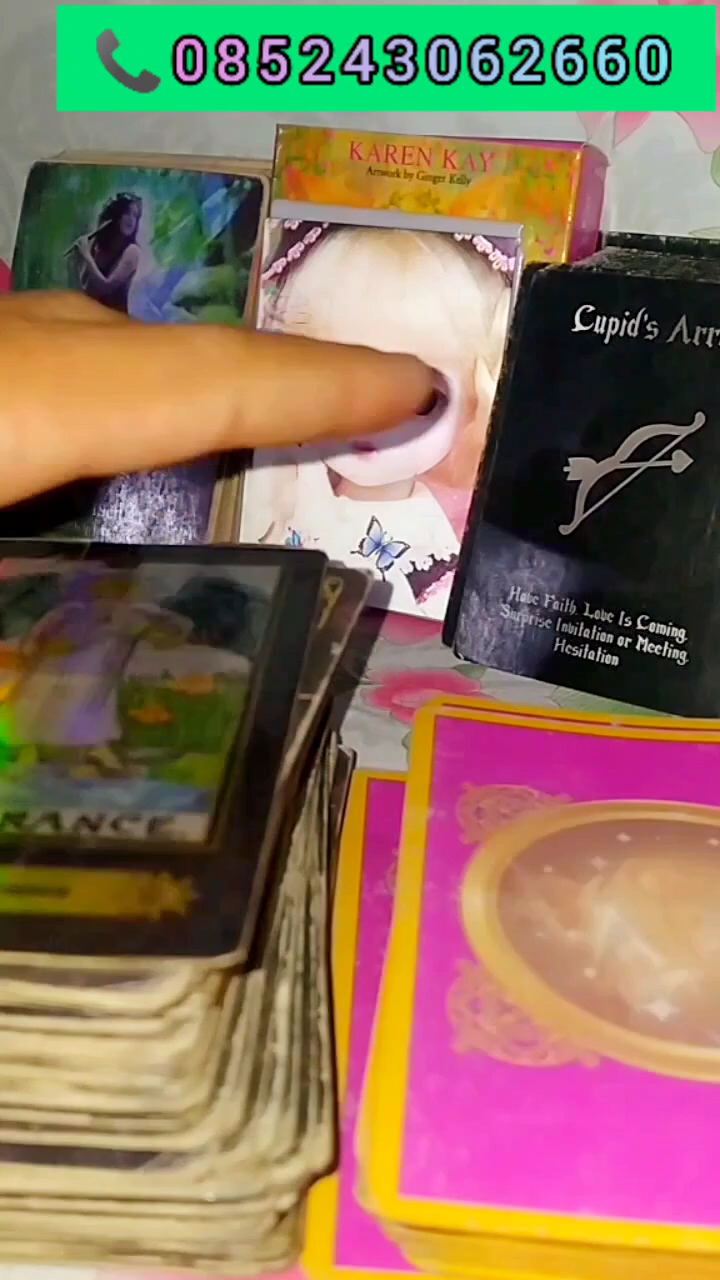 085243062660
KAREN KAY
Artwork by Ginger Kelly
Cupid's Arr
Have Faith, Love Is Coming.
Surprise Invitation or Meeting.
Hesitation
RANCE